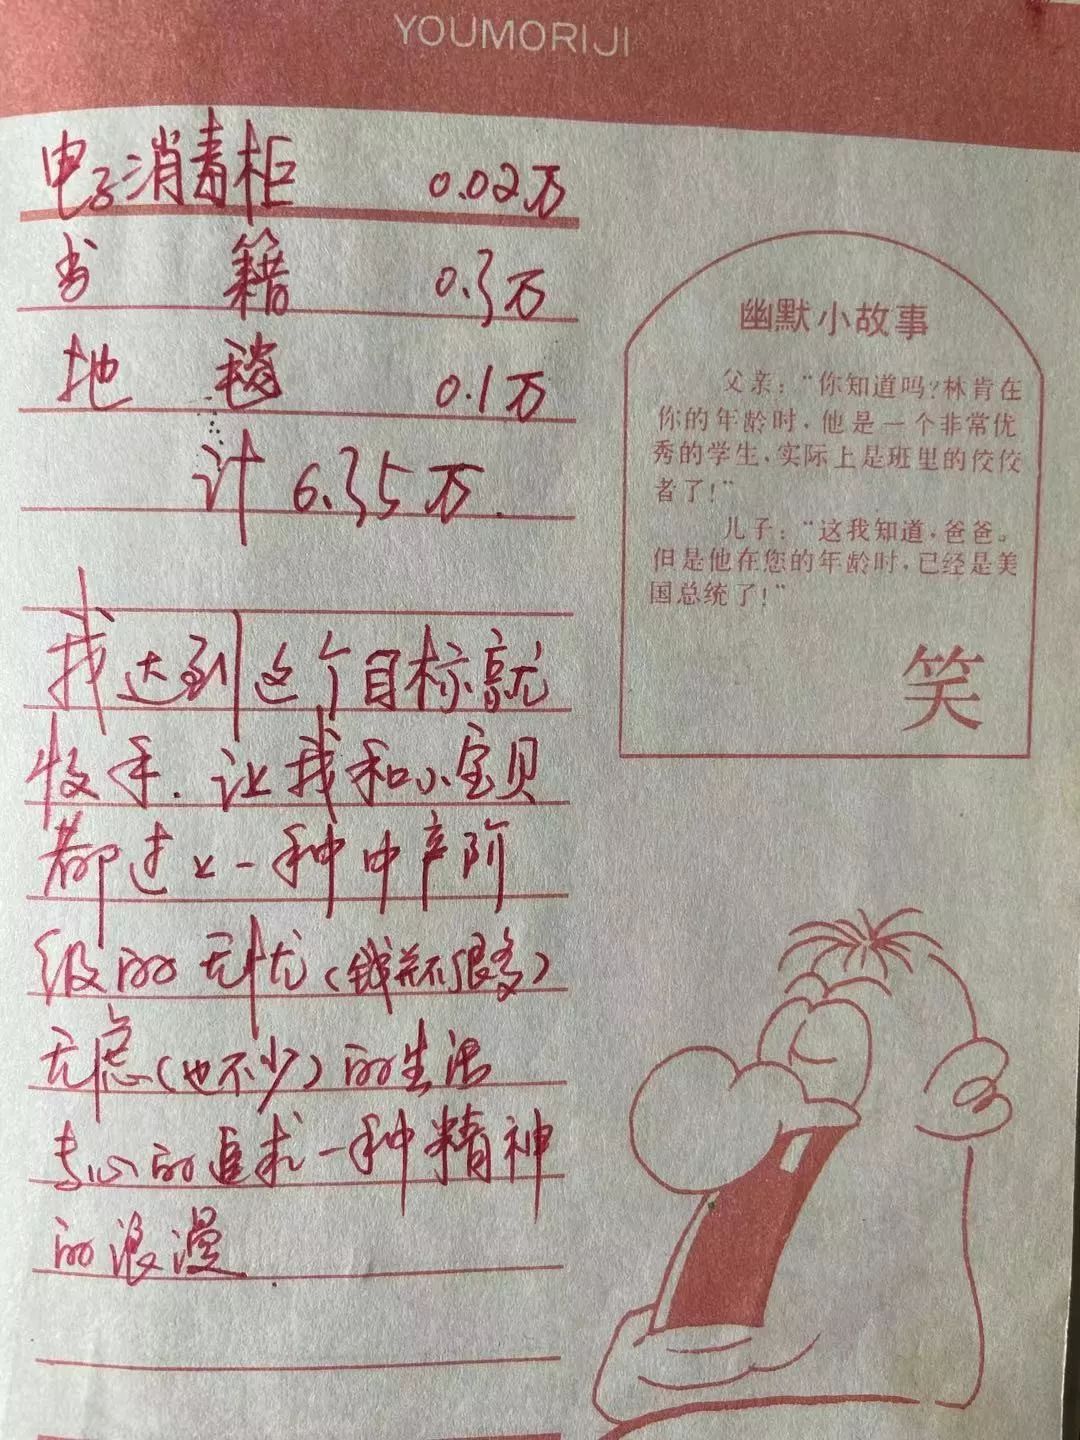 YOUMORIJI
电子消毒柜 0.02万
书籍 0.3万
地毯 0.1万
计 6.35万.
我达到这个目标就
收手.让我和小宝贝
都过上一种中产阶
级的无忧(钱并不很多)
无虑(也不少)的生活
专心的追求一种精神
的浪漫.
幽默小故事
父亲:“你知道吗?林肯在
你的年龄时,他是一个非常优
秀的学生,实际上是班里的佼佼
者了!”
儿子:“这我知道,爸爸。
但是他在您的年龄时,已经是美
国总统了!”
笑